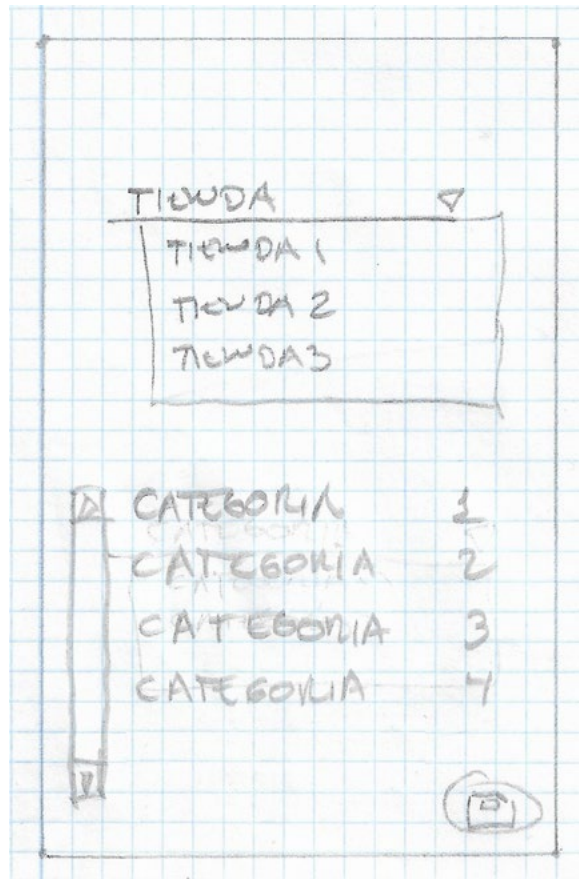 TIENDA
TIENDA 1
TIENDA 2
TIENDA 3
CATEGORIA 1
CATEGORIA 2
CATEGORIA 3
CATEGORIA 4